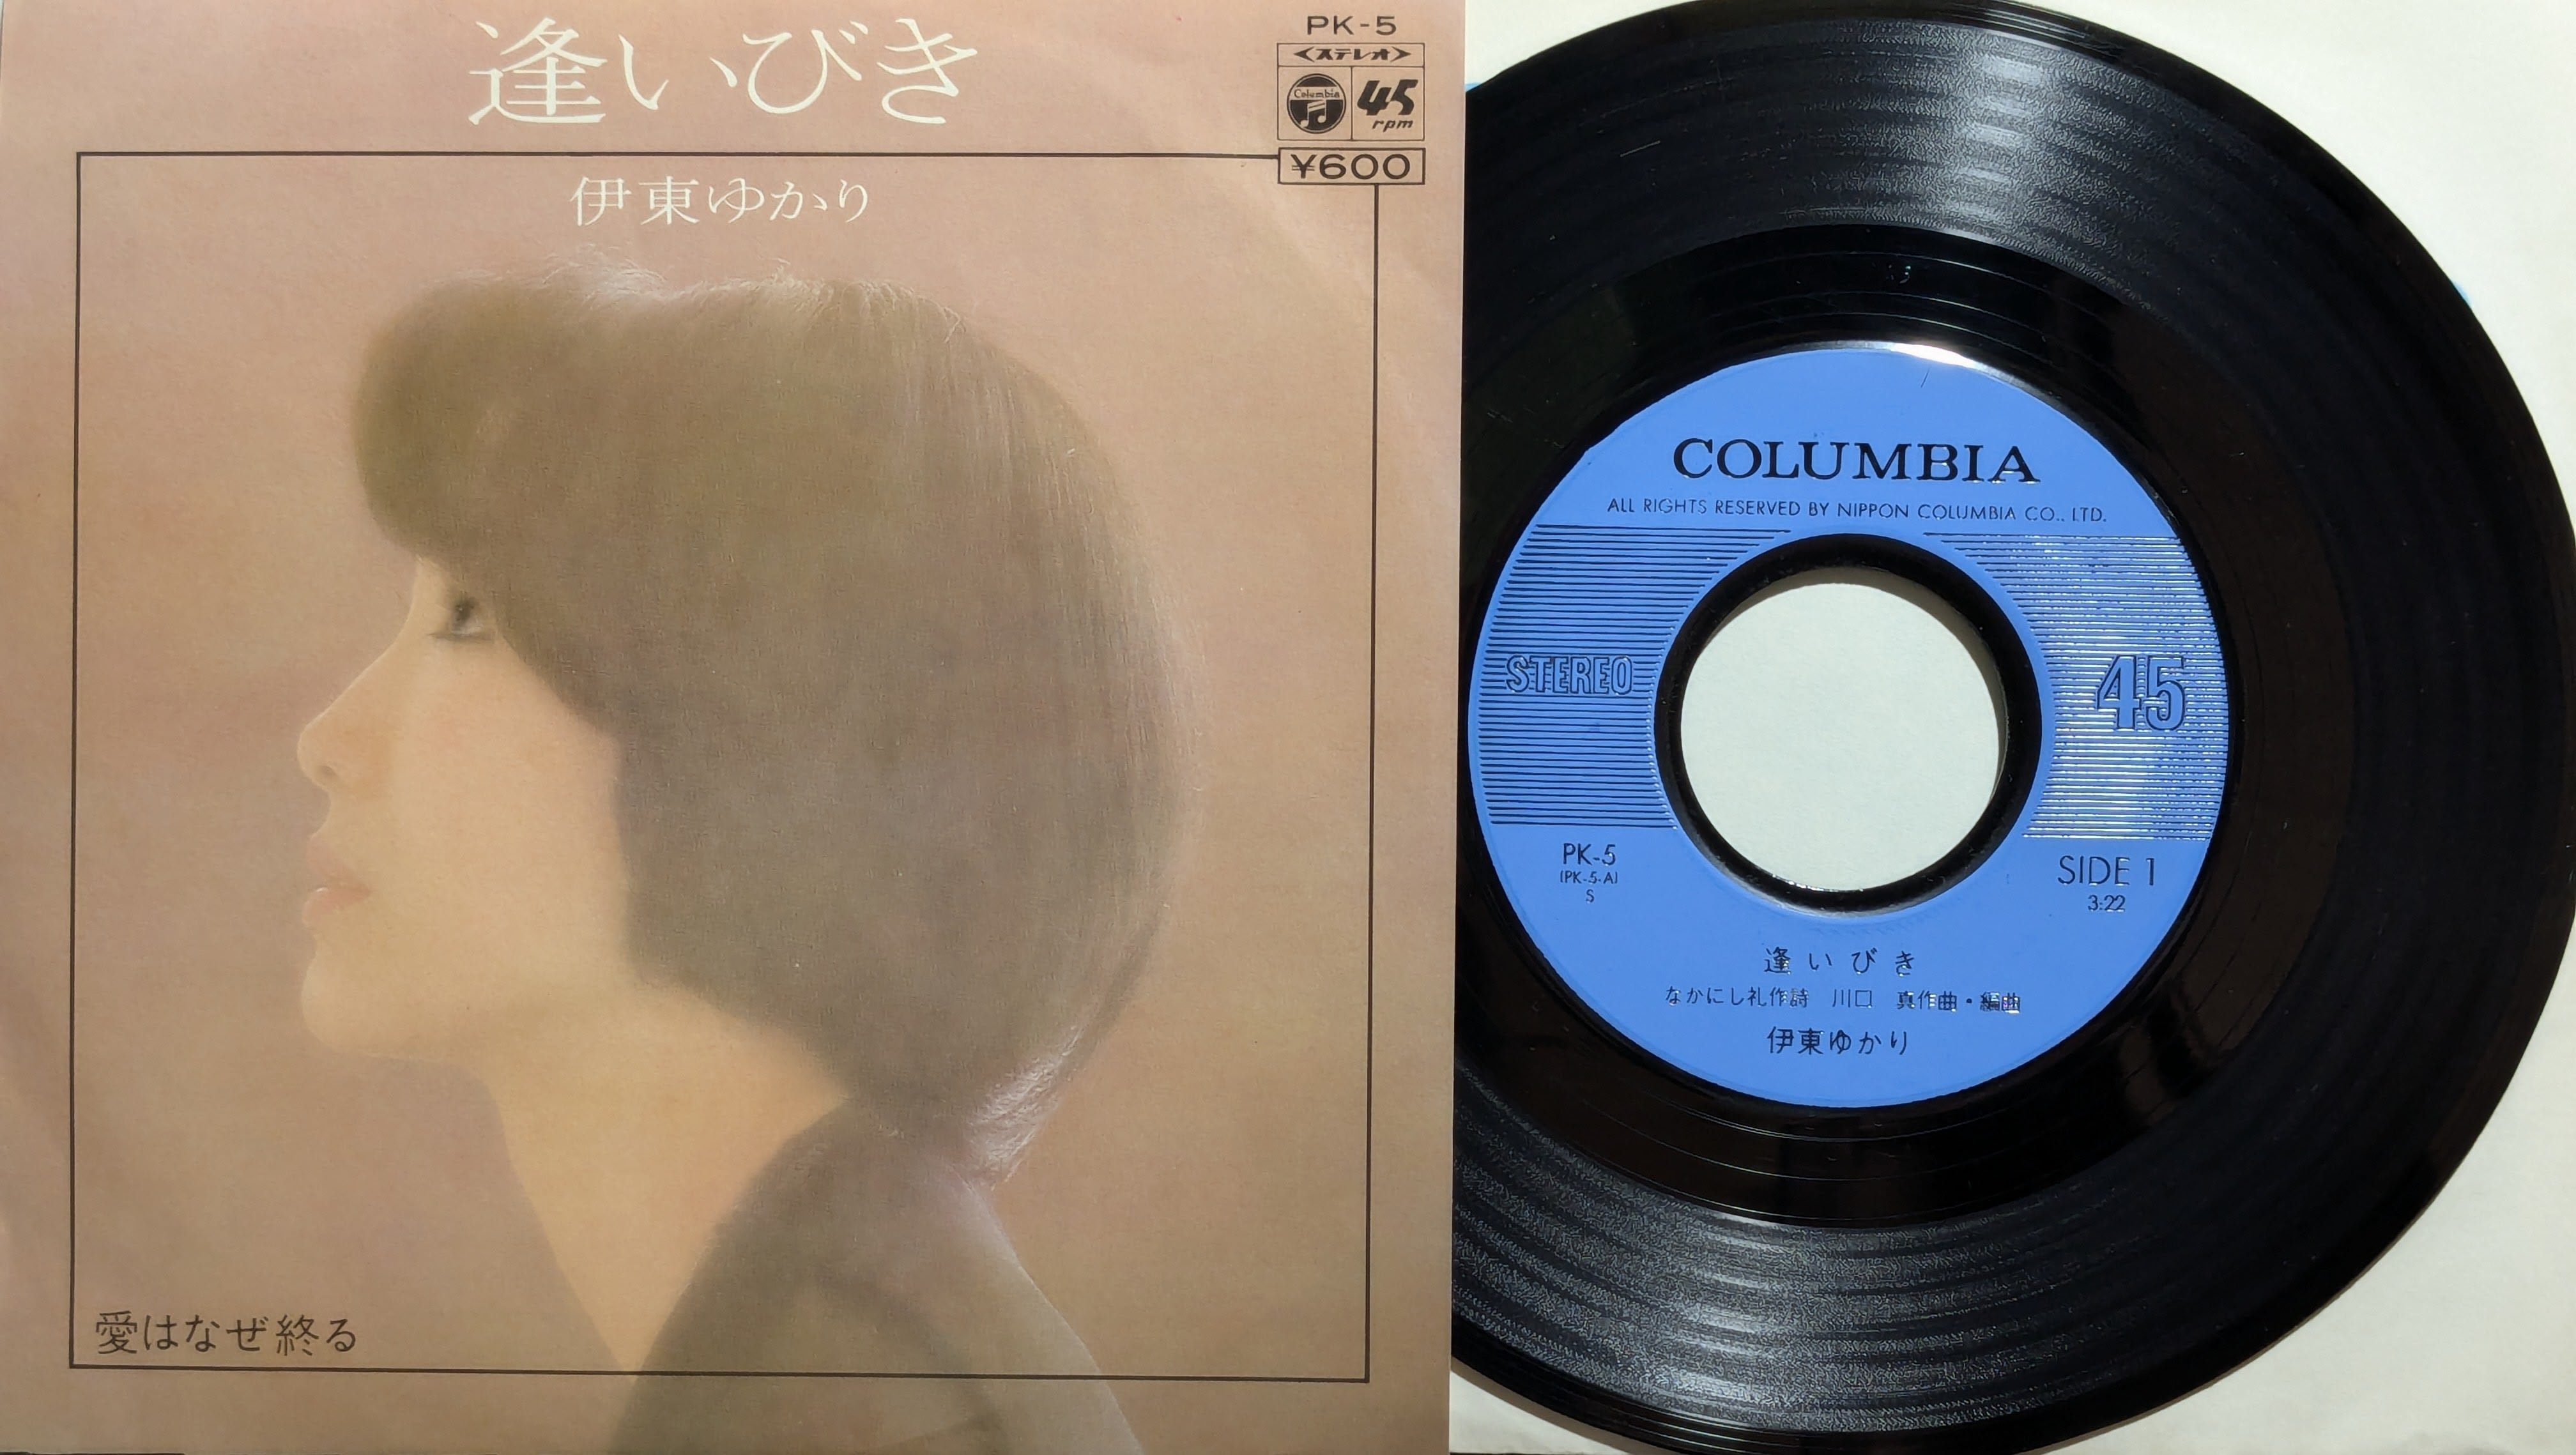 逢いびき
伊東ゆかり
PK-5
<ステレオ>
Columbia
45
rpm
¥600
愛はなぜ終る
COLUMBIA
ALL RIGHTS RESERVED BY NIPPON COLUMBIA CO., LTD.
STEREO
45
PK-5
(PK-5-A)
S
SIDE 1
3:22
逢いびき
なかにし礼作詩 川口 真作曲・編曲
伊東ゆかり